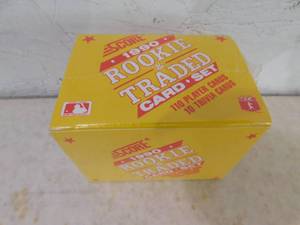 SCORE
1990
ROOKIE
&
TRADED
CARD • SET
110 PLAYER CARDS
10 TRIVIA CARDS
SCORE
1990
ROOKIE
TRADED